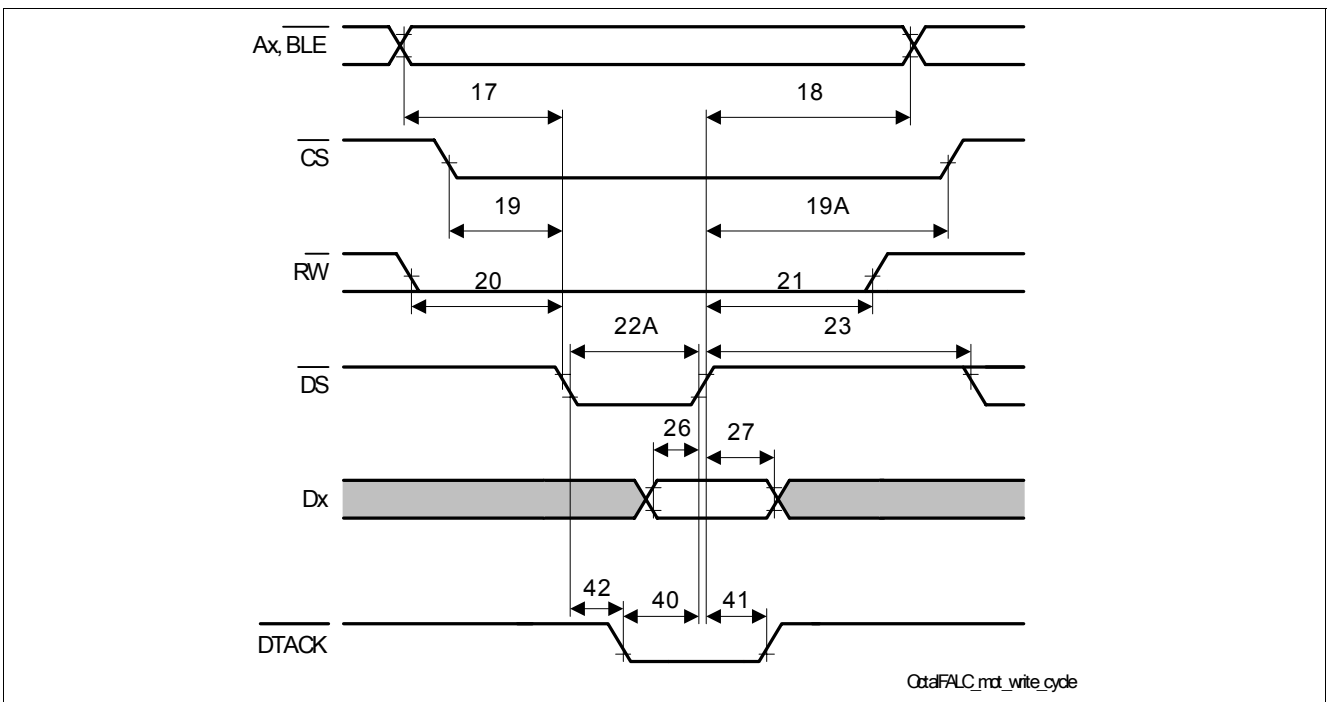 Ax, BLE
17
18
CS
19
19A
RW
20
21
22A
23
DS
26
27
Dx
42
40
41
DTACK
OctalFALC_mot_write_cycle